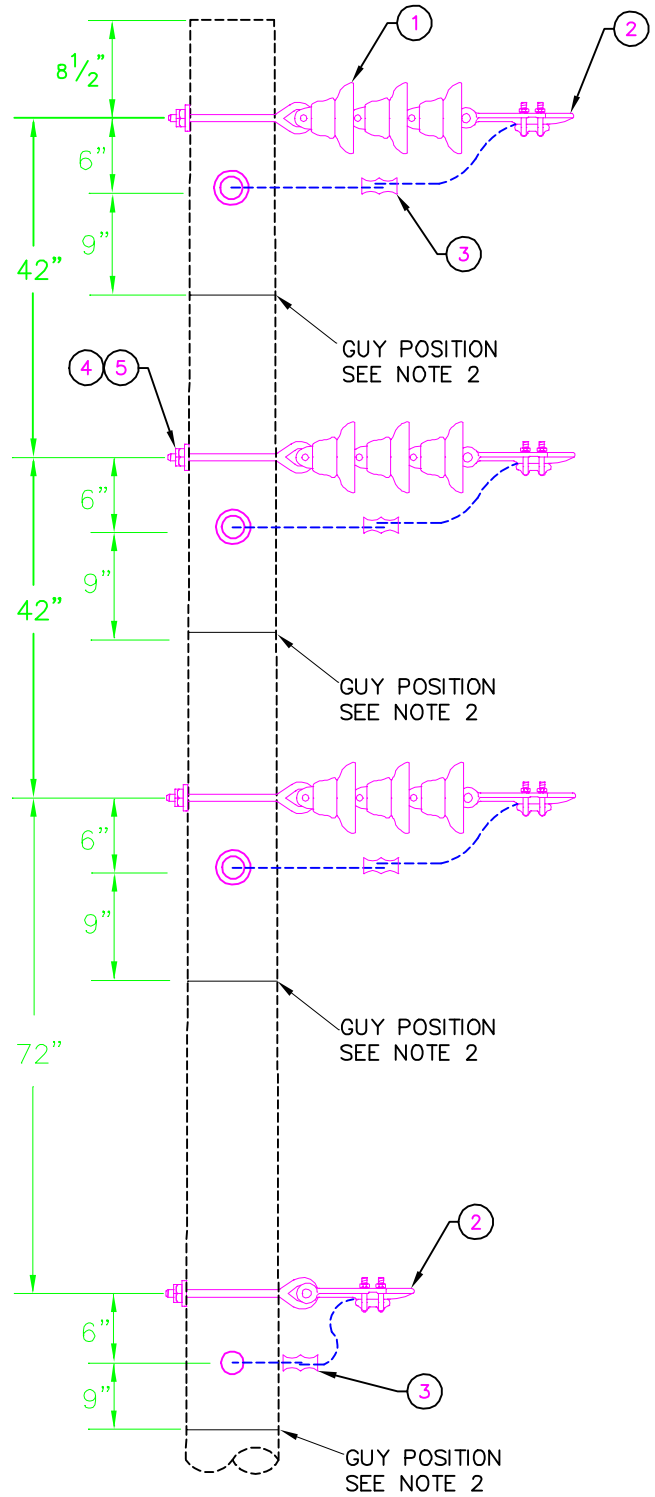 1
2
8 1/2"
6"
3
9"
42"
GUY POSITION
SEE NOTE 2
4 5
6"
9"
42"
GUY POSITION
SEE NOTE 2
6"
9"
GUY POSITION
SEE NOTE 2
72"
2
6"
3
9"
GUY POSITION
SEE NOTE 2